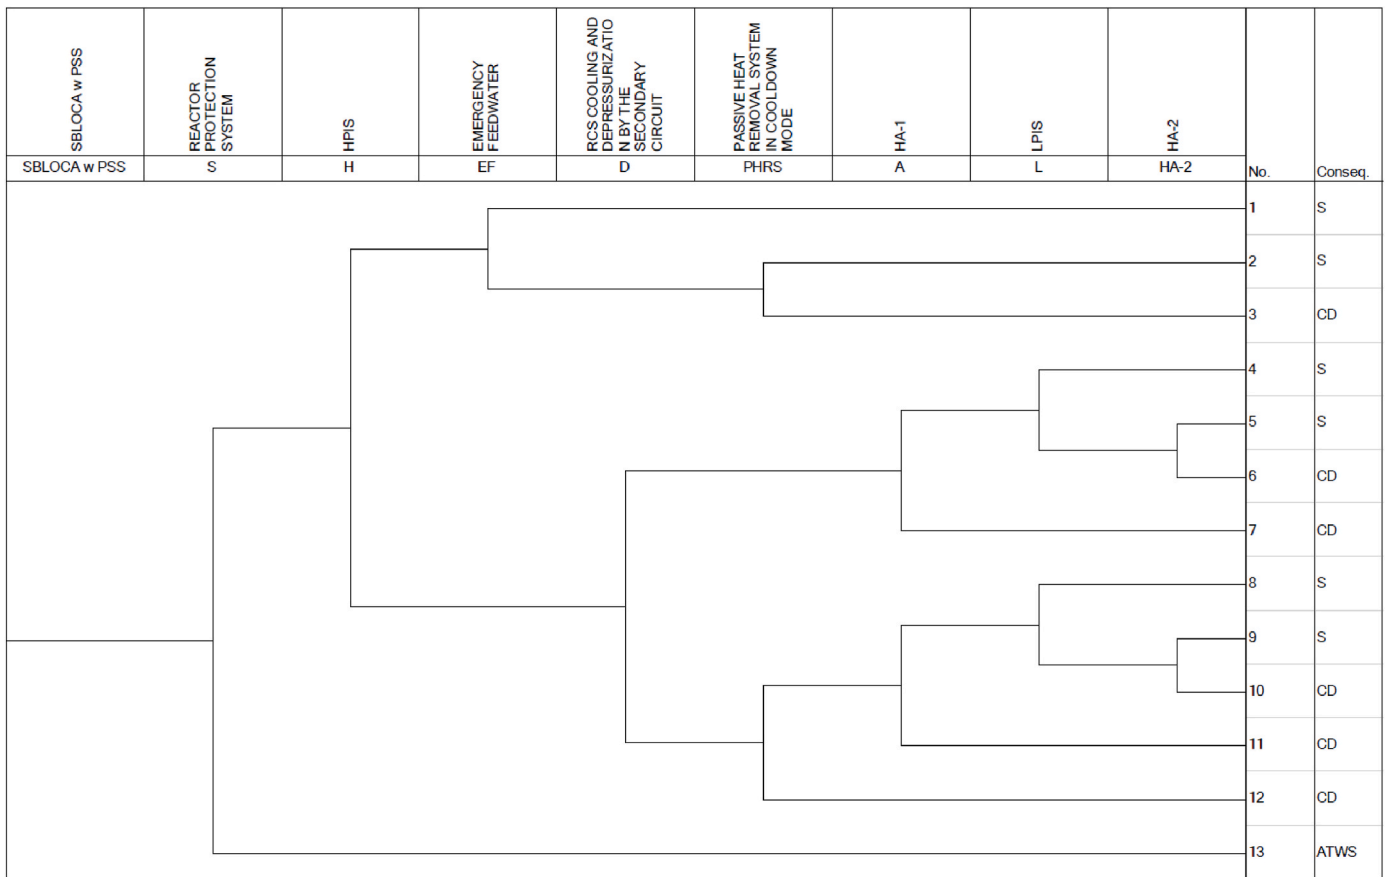 SBLOCA w PSS
REACTOR
PROTECTION
SYSTEM
HPIS
EMERGENCY
FEEDWATER
RCS COOLING AND
DEPRESSURIZATIO
N BY THE
SECONDARY
CIRCUIT
PASSIVE HEAT
REMOVAL SYSTEM
IN COOLDOWN
MODE
HA-1
LPIS
HA-2
SBLOCA w PSS S H EF D PHRS A L HA-2 No. Conseq.
1 S
2 S
3 CD
4 S
5 S
6 CD
7 CD
8 S
9 S
10 CD
11 CD
12 CD
13 ATWS